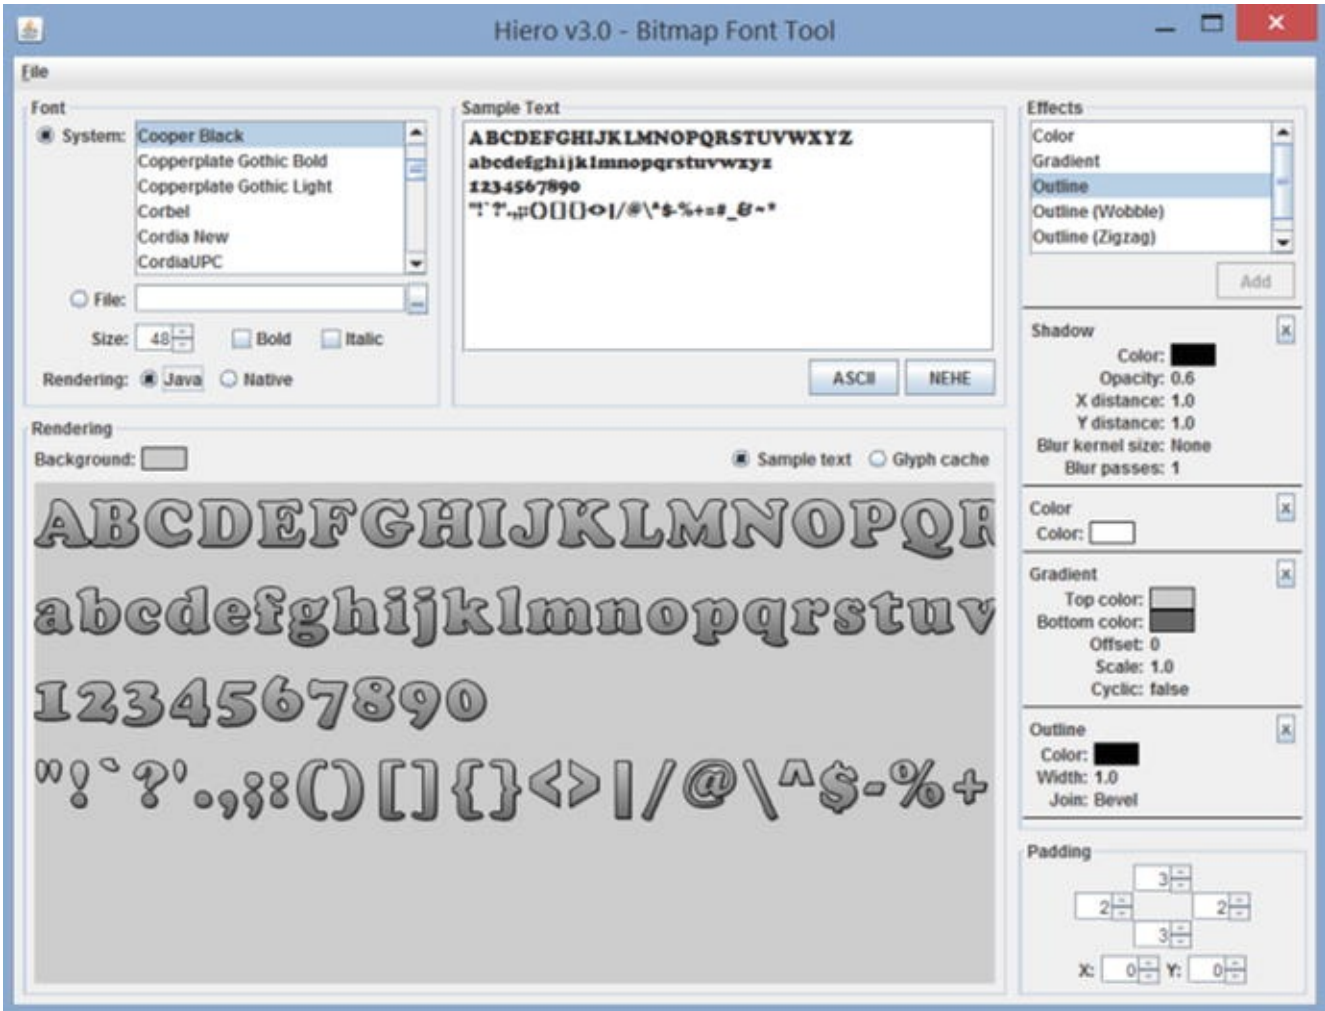 Hiero v3.0 - Bitmap Font Tool
File
Font
System:
Cooper Black
Copperplate Gothic Bold
Copperplate Gothic Light
Corbel
Cordia New
CordiaUPC
File:
Size: 48 Bold Italic
Rendering: Java Native
Sample Text
ABCDEFGHIJKLMNOPQRSTUVWXYZ
abcdefghijklmnopqrstuvwxyz
1234567890
"!`?'.,;:()[]{}<>|/@\^$-%+=#_&~*
ASCII NEHE
Rendering
Background: Sample text Glyph cache
ABCDEFGHIJKLMNOPQR
abcdefghijklmnopqrstuv
1234567890
"!`?'.,;:()[]{}<>|/@\^$-%+
Effects
Color
Gradient
Outline
Outline (Wobble)
Outline (Zigzag)
Add
Shadow X
Color:
Opacity: 0.6
X distance: 1.0
Y distance: 1.0
Blur kernel size: None
Blur passes: 1
Color X
Color:
Gradient X
Top color:
Bottom color:
Offset: 0
Scale: 1.0
Cyclic: false
Outline X
Color:
Width: 1.0
Join: Bevel
Padding
3
2 2
3
X: 0 Y: 0